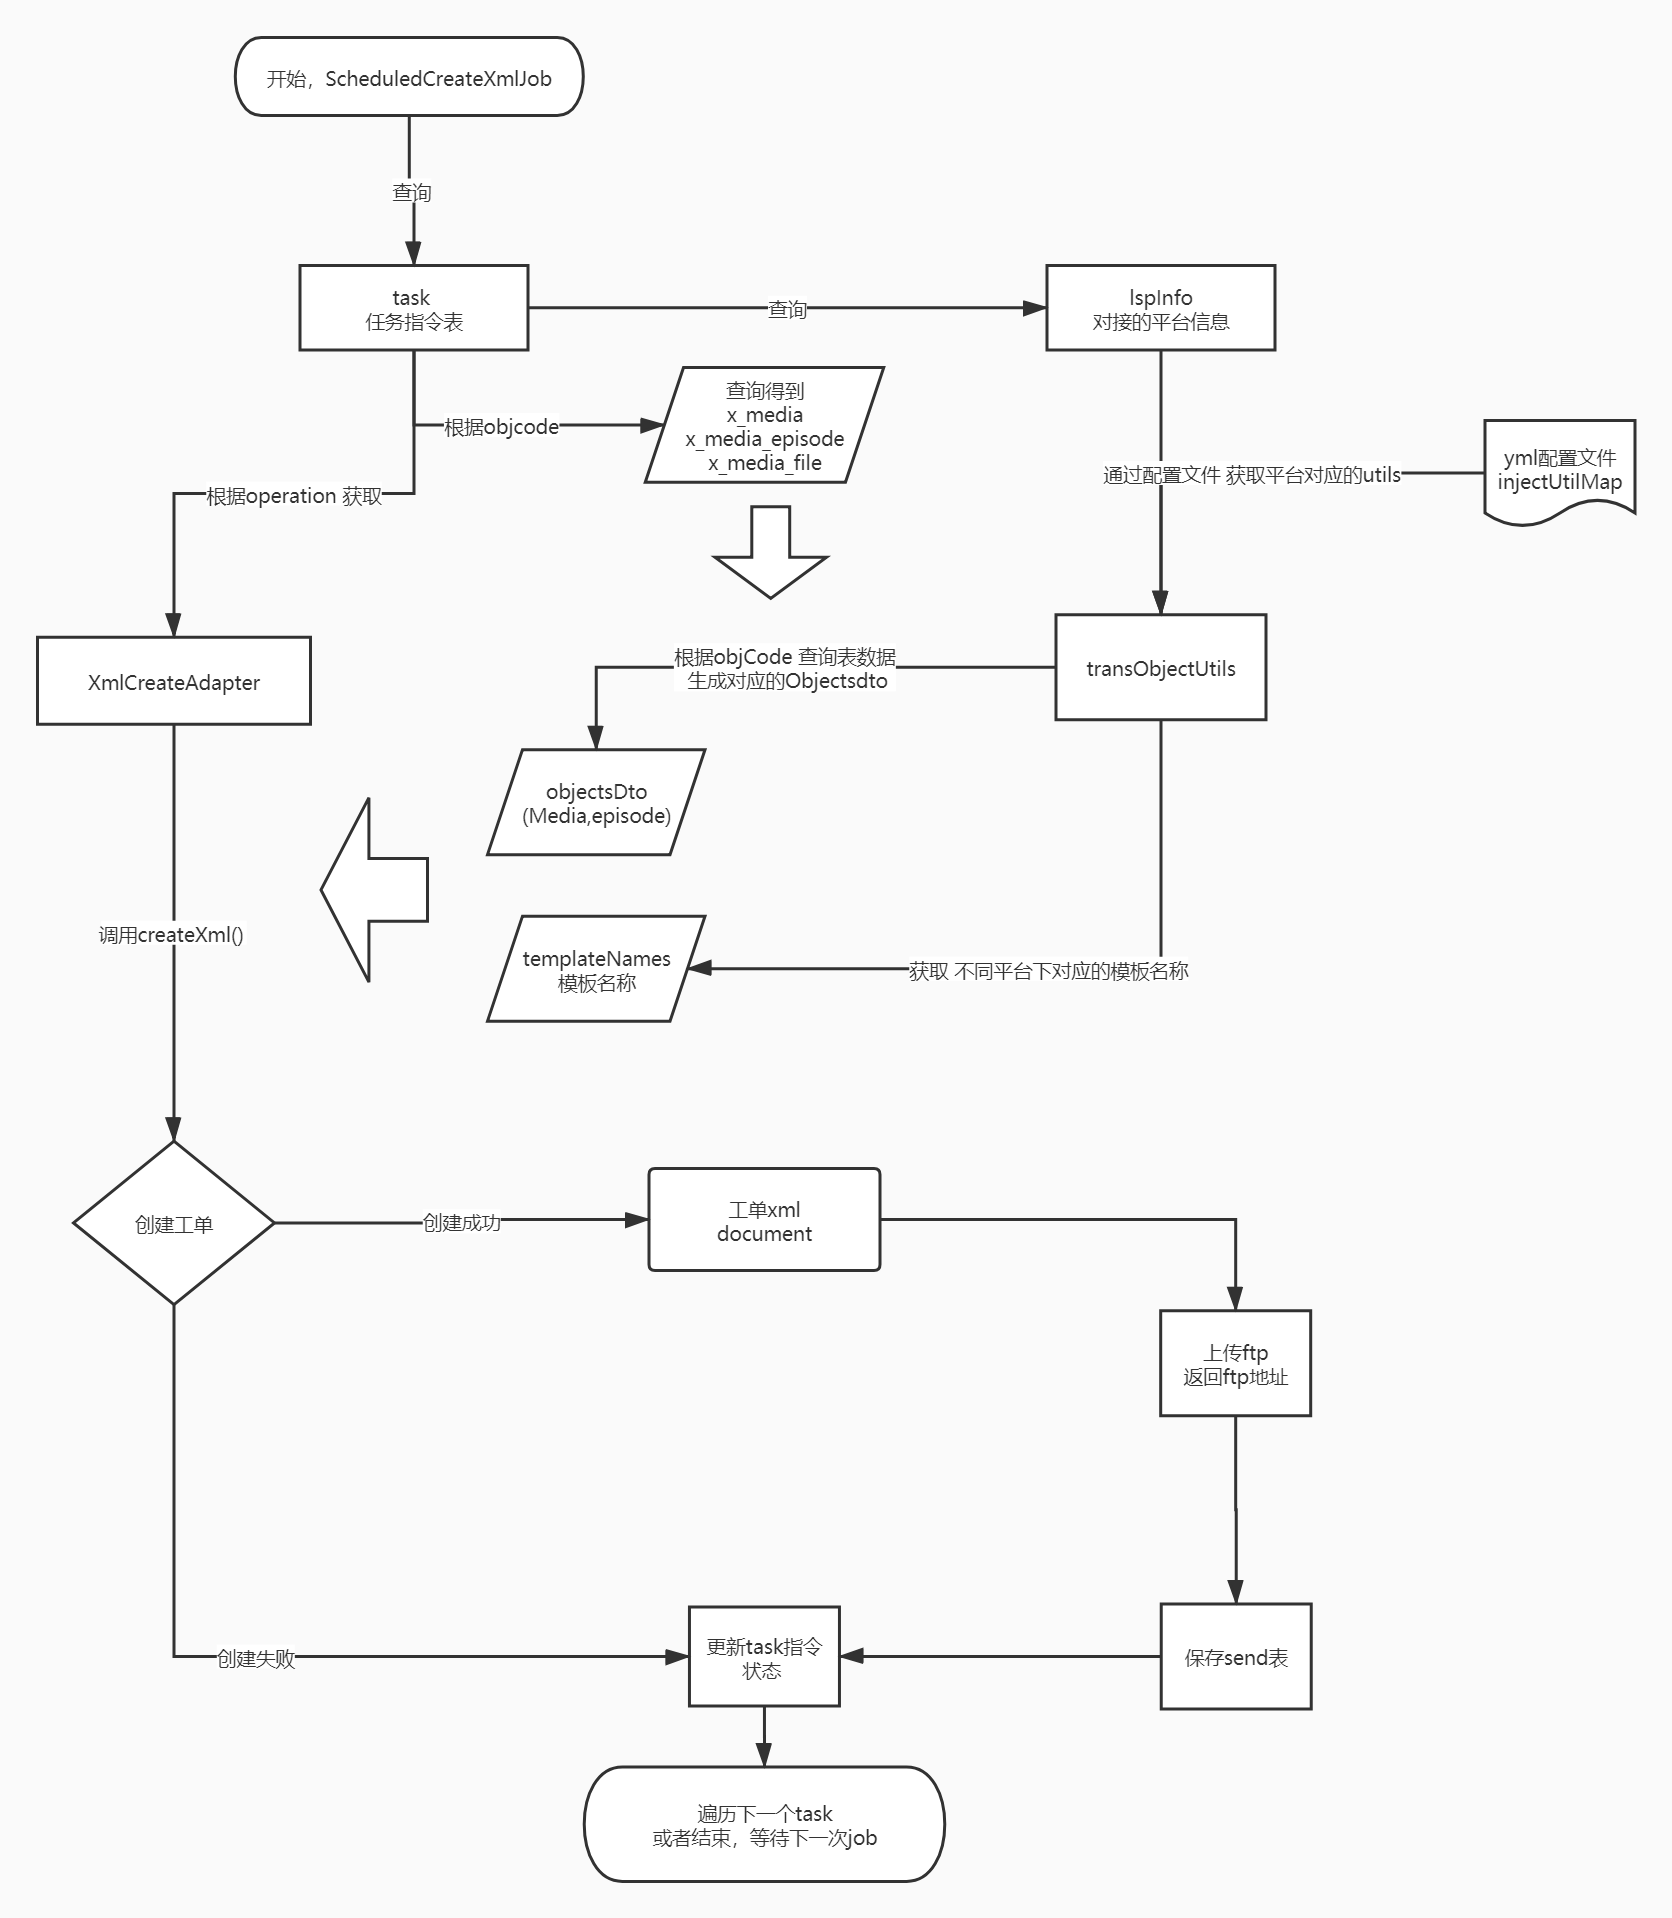 开始，ScheduledCreateXmlJob
查询
task
任务指令表
查询
lspInfo
对接的平台信息
根据objcode
查询得到
x_media
x_media_episode
x_media_file
根据operation 获取
通过配置文件 获取平台对应的utils
yml配置文件
injectUtilMap
XmlCreateAdapter
根据objCode 查询表数据
生成对应的Objectsdto
transObjectUtils
objectsDto
(Media,episode)
调用createXml()
templateNames
模板名称
获取 不同平台下对应的模板名称
创建工单
创建成功
工单xml
document
上传ftp
返回ftp地址
创建失败
更新task指令
状态
保存send表
遍历下一个task
或者结束，等待下一次job